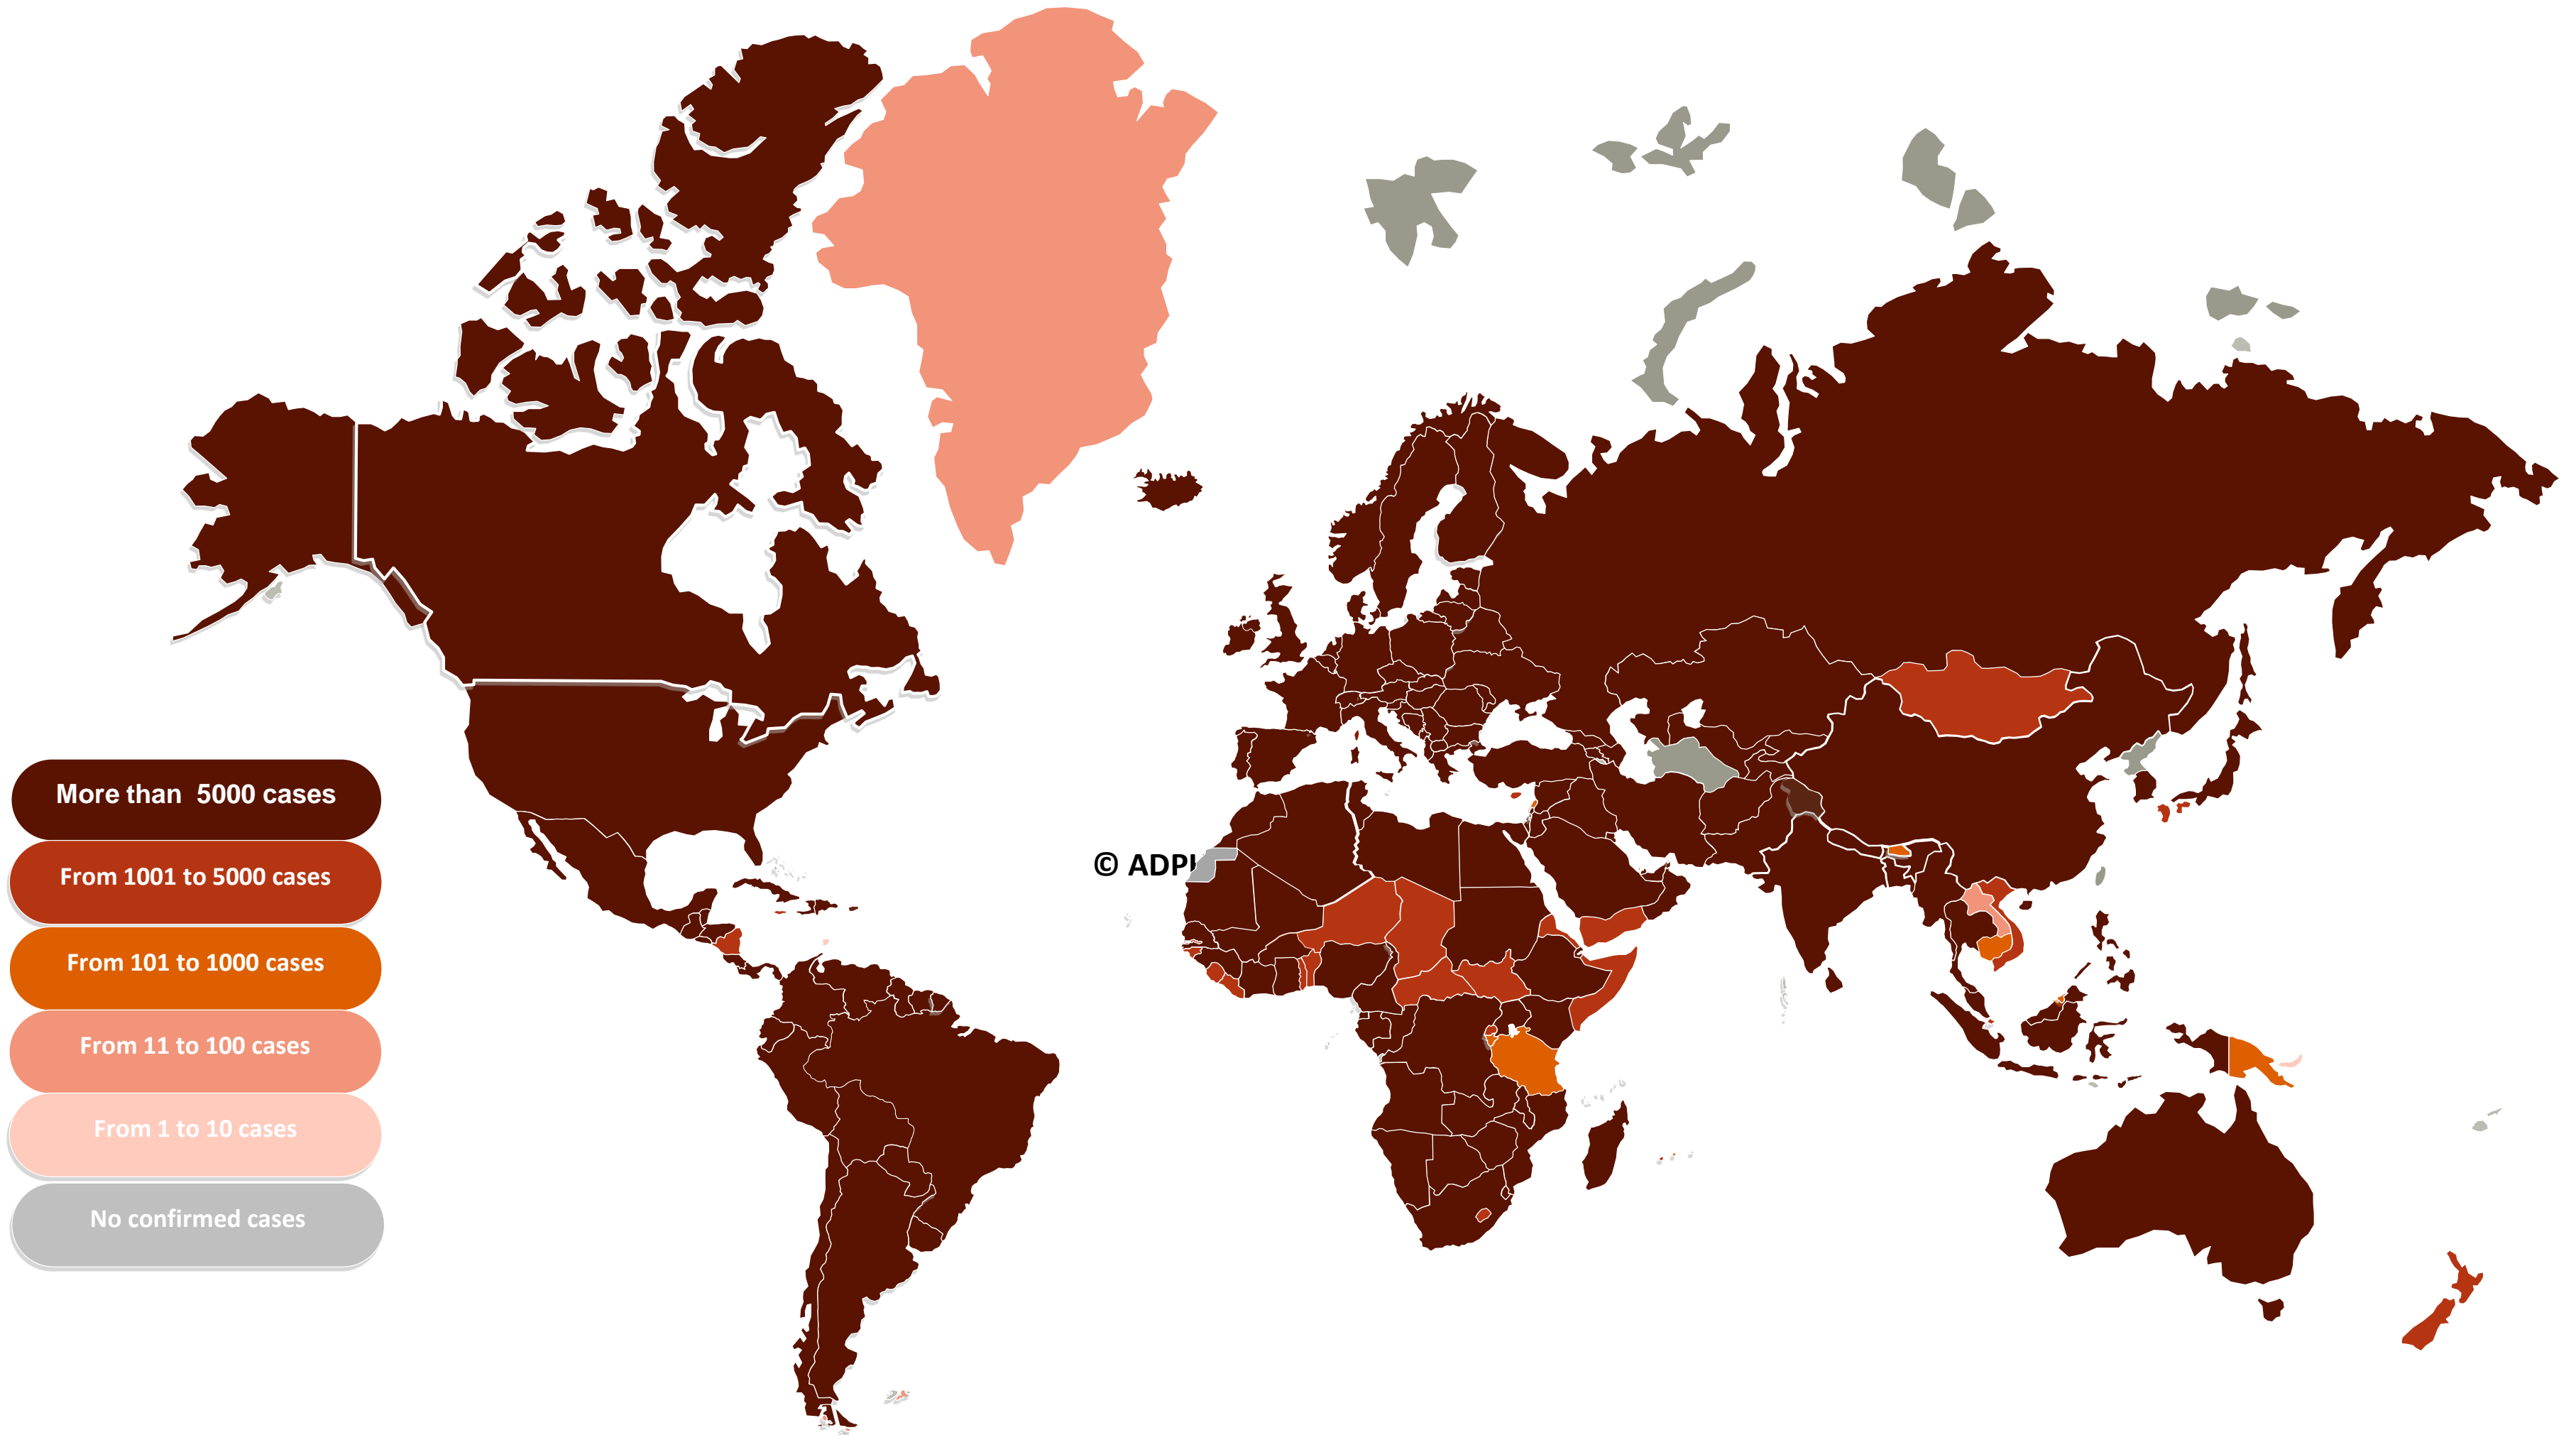 More than  5000 cases
From 1001 to 5000 cases
© ADPH
From 101 to 1000 cases
From 11 to 100 cases
From 1 to 10 cases
No confirmed cases